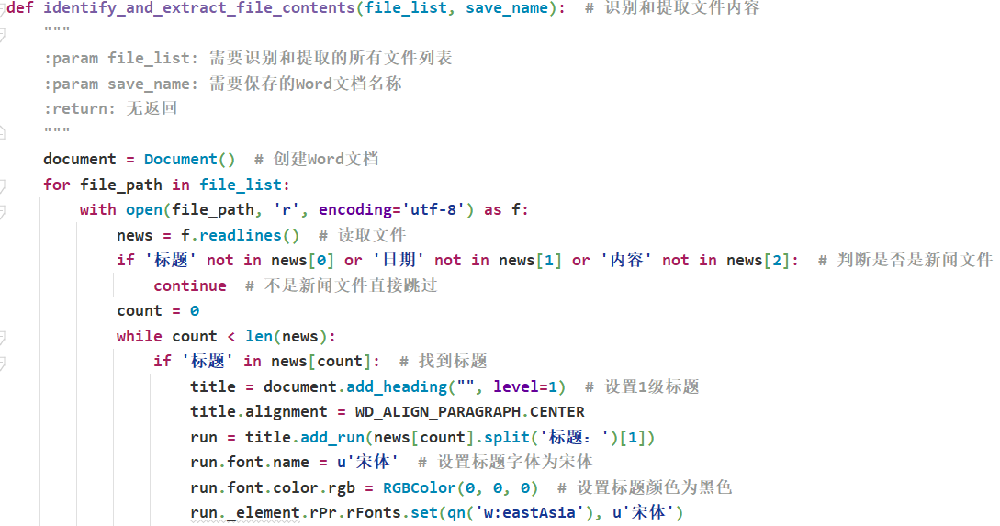 def identify_and_extract_file_contents(file_list, save_name):  # 识别和提取文件内容
    """
    :param file_list: 需要识别和提取的所有文件列表
    :param save_name: 需要保存的Word文档名称
    :return: 无返回
    """
    document = Document()  # 创建Word文档
    for file_path in file_list:
        with open(file_path, 'r', encoding='utf-8') as f:
            news = f.readlines()  # 读取文件
            if '标题' not in news[0] or '日期' not in news[1] or '内容' not in news[2]:  # 判断是否是新闻文件
                continue  # 不是新闻文件直接跳过
            count = 0
            while count < len(news):
                if '标题' in news[count]:  # 找到标题
                    title = document.add_heading("", level=1)  # 设置1级标题
                    title.alignment = WD_ALIGN_PARAGRAPH.CENTER
                    run = title.add_run(news[count].split('标题：')[1])
                    run.font.name = u'宋体'  # 设置标题字体为宋体
                    run.font.color.rgb = RGBColor(0, 0, 0)  # 设置标题颜色为黑色
                    run._element.rPr.rFonts.set(qn('w:eastAsia'), u'宋体')